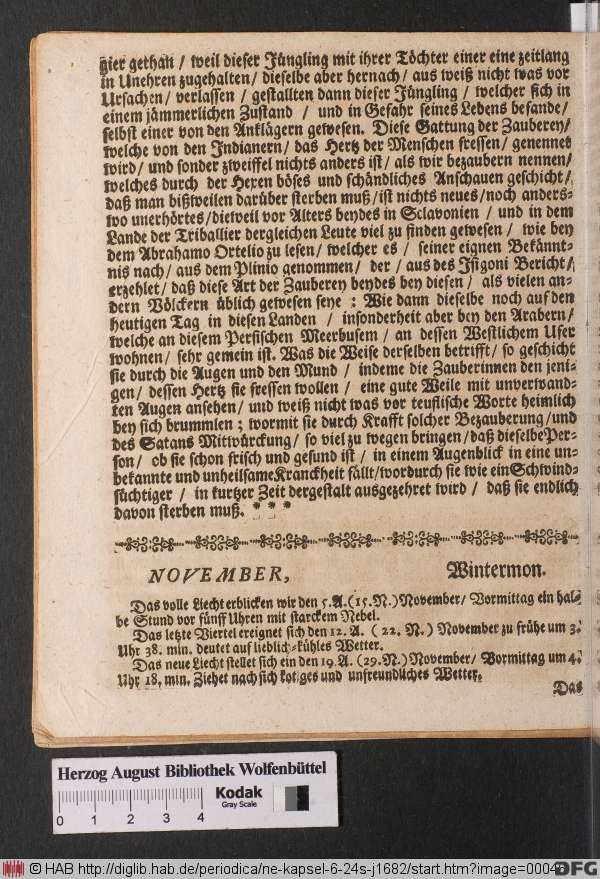 hier gethan / weil dieser Jüngling mit ihrer Töchter einer eine zeitlang
in Unehren zugehalten / dieselbe aber hernach / aus weiß nicht was vor
Ursachen / verlassen / gestallten dann dieser Jüngling / welcher sich in
einem jämmerlichen Zustand / und in Gefahr seines Lebens befande /
selbst einer von den Anklägern gewesen. Diese Gattung der Zauberey /
welche von den Indianern / das Hertz der Menschen fressen / genennet
wird / und sonder zweiffel nichts anders ist / als wir bezaubern nennen /
welches durch der Hexen böses und schändliches Anschauen geschicht /
daß man bißweilen darüber sterben muß / ist nichts neues / noch anders-
wo unerhörtes / dieweil vor Alters beydes in Sclavonien / und in dem
Lande der Triballier dergleichen Leute viel zu finden gewesen / wie bey
dem Abrahamo Ortelio zu lesen / welcher es / seiner eignen Bekännt-
nis nach / aus dem Plinio genommen / der / aus des Isigoni Bericht /
erzehlet / daß diese Art der Zauberey beydes bey diesen / als vielen an-
dern Völckern üblich gewesen seye : Wie dann dieselbe noch auf den
heutigen Tag in diesen Landen / insonderheit aber bey den Arabern /
welche an diesem Persischen Meerbusem / an dessen Westlichem Ufer
wohnen / sehr gemein ist. Was die Weise derselben betrifft / so geschicht
sie durch die Augen und den Mund / indeme die Zauberinnen den jeni-
gen / dessen Hertz sie fressen wollen / eine gute Weile mit unverwand-
ten Augen ansehen / und weiß nicht was vor teuflische Worte heimlich
bey sich brummlen ; wormit sie durch Krafft solcher Bezauberung / und
des Satans Mittwürckung / so viel zu wegen bringen / daß dieselbe Per-
son / ob sie schon frisch und gesund ist / in einem Augenblick in eine un-
bekannte und unheilsame Kranckheit fällt / wordurch sie wie ein Schwind-
süchtiger / in kurtzer Zeit dergestalt ausgezehret wird / daß sie endlich
davon sterben muß. * * *
NOVEMBER, Wintermon.
Das volle Liecht erblicken wir den 5. A. (15. N.) November / Vormittag ein hal-
be Stund vor fünff Uhren mit starckem Nebel.
Das letzte Viertel ereignet sich den 12. A. ( 22. N. ) November zu frühe um 3.
Uhr 38. min. deutet auf lieblich-kühles Wetter.
Das neue Liecht stellet sich ein den 19. A. (29. N.) November / Vormittag um 4.
Uhr 18. min. Ziehet nach sich kotiges und unfreundliches Wetter.
Das
Herzog August Bibliothek Wolfenbüttel
0 1 2 3 4
Kodak
Gray Scale
© HAB http://diglib.hab.de/periodica/ne-kapsel-6-24s-j1682/start.htm?image=0004
DFG